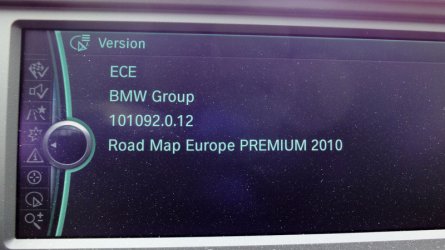 Version
ECE
BMW Group
101092.0.12
Road Map Europe PREMIUM 2010